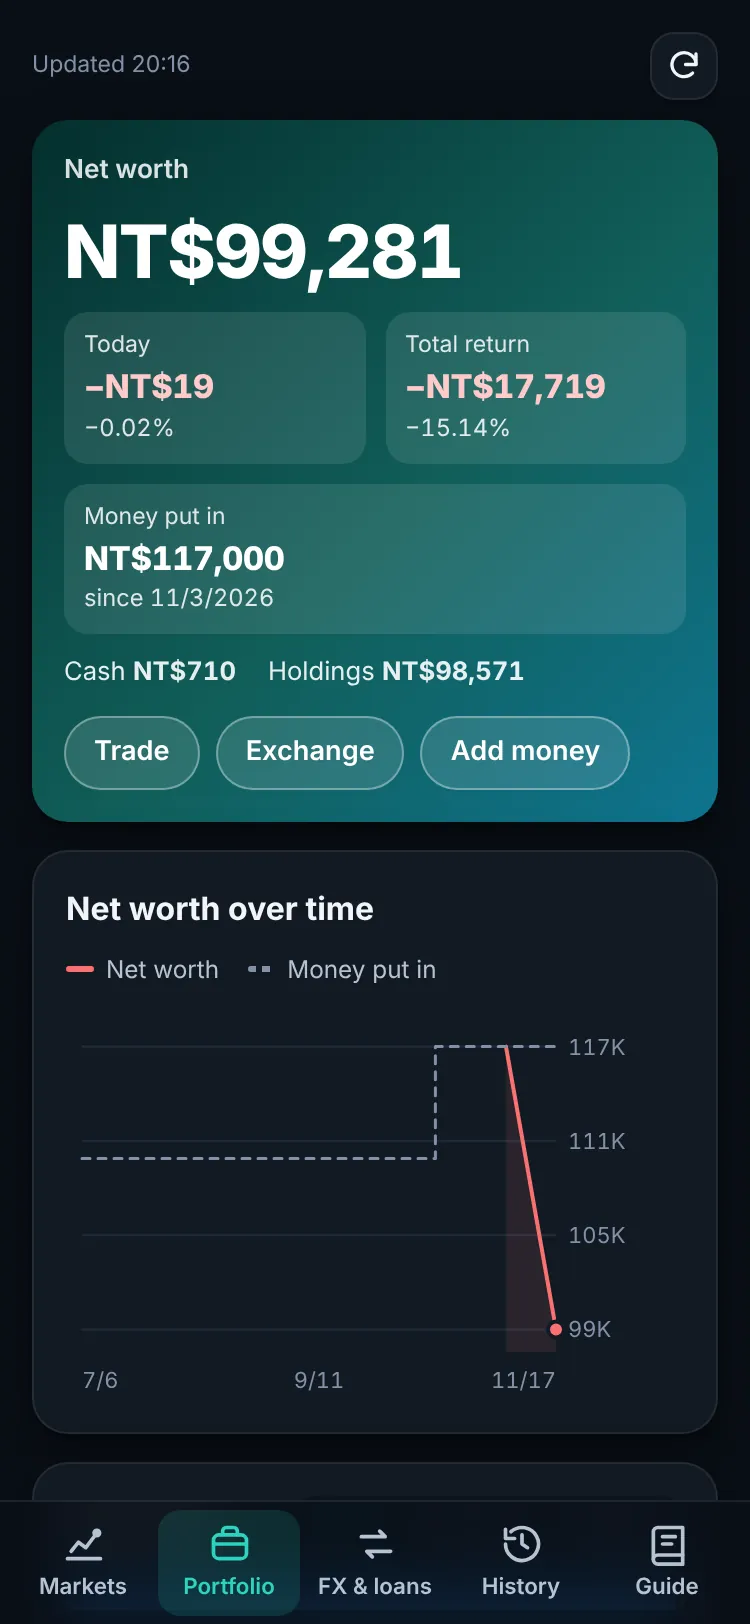 Updated 20:16
Net worth
NT$99,281
Today
−NT$19
−0.02%
Total return
−NT$17,719
−15.14%
Money put in
NT$117,000
since 11/3/2026
Cash NT$710 Holdings NT$98,571
Trade Exchange Add money
Net worth over time
Net worth Money put in
117K
111K
105K
99K
7/6 9/11 11/17
Markets Portfolio FX & loans History Guide